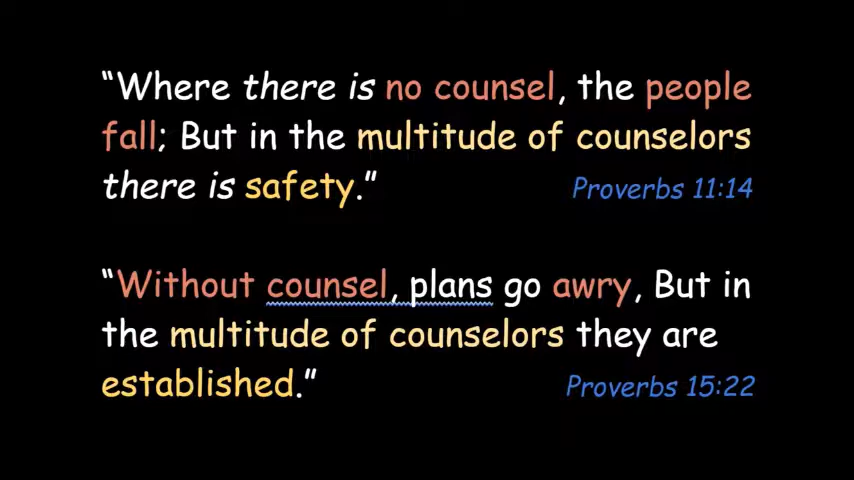 “Where there is no counsel, the people
fall; But in the multitude of counselors
there is safety.” Proverbs 11:14
“Without counsel, plans go awry, But in
the multitude of counselors they are
established.” Proverbs 15:22